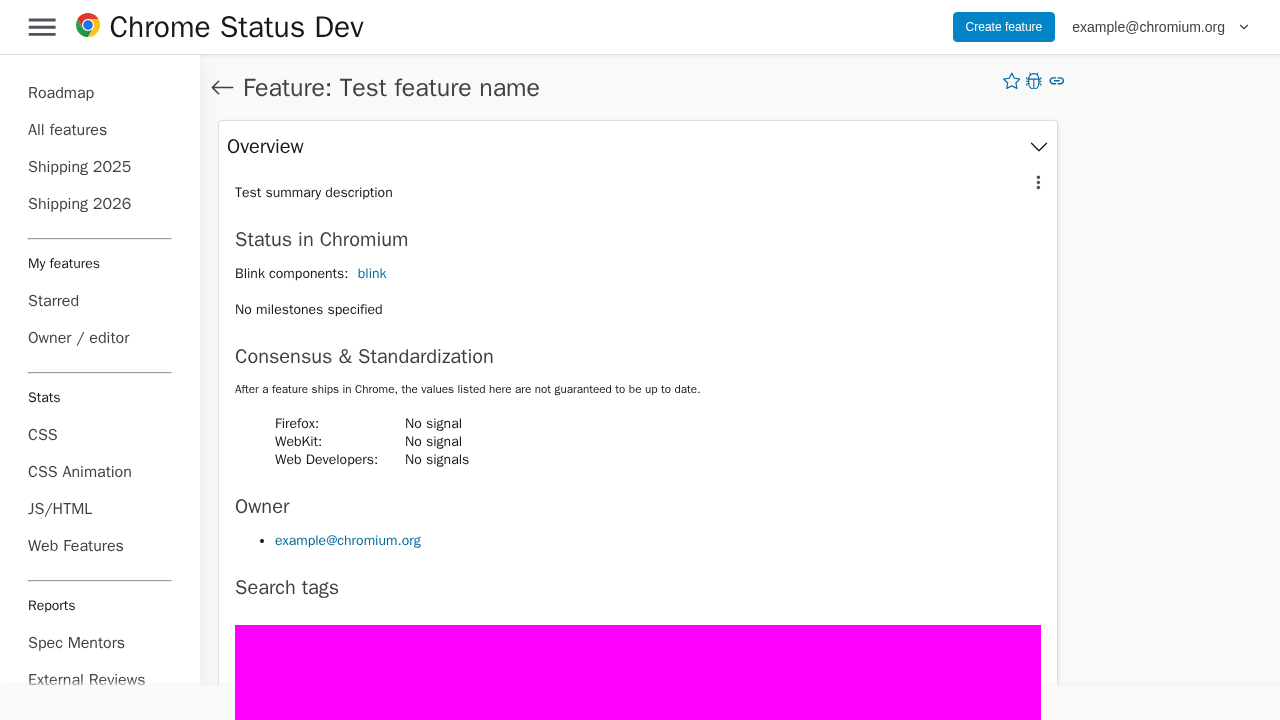 Chrome Status Dev
Create feature
example@chromium.org
Roadmap
All features
Shipping 2025
Shipping 2026
My features
Starred
Owner / editor
Stats
CSS
CSS Animation
JS/HTML
Web Features
Reports
Spec Mentors
External Reviews
Feature: Test feature name
Overview
Test summary description
Status in Chromium
Blink components: blink
No milestones specified
Consensus & Standardization
After a feature ships in Chrome, the values listed here are not guaranteed to be up to date.
Firefox: No signal
WebKit: No signal
Web Developers: No signals
Owner
• example@chromium.org
Search tags